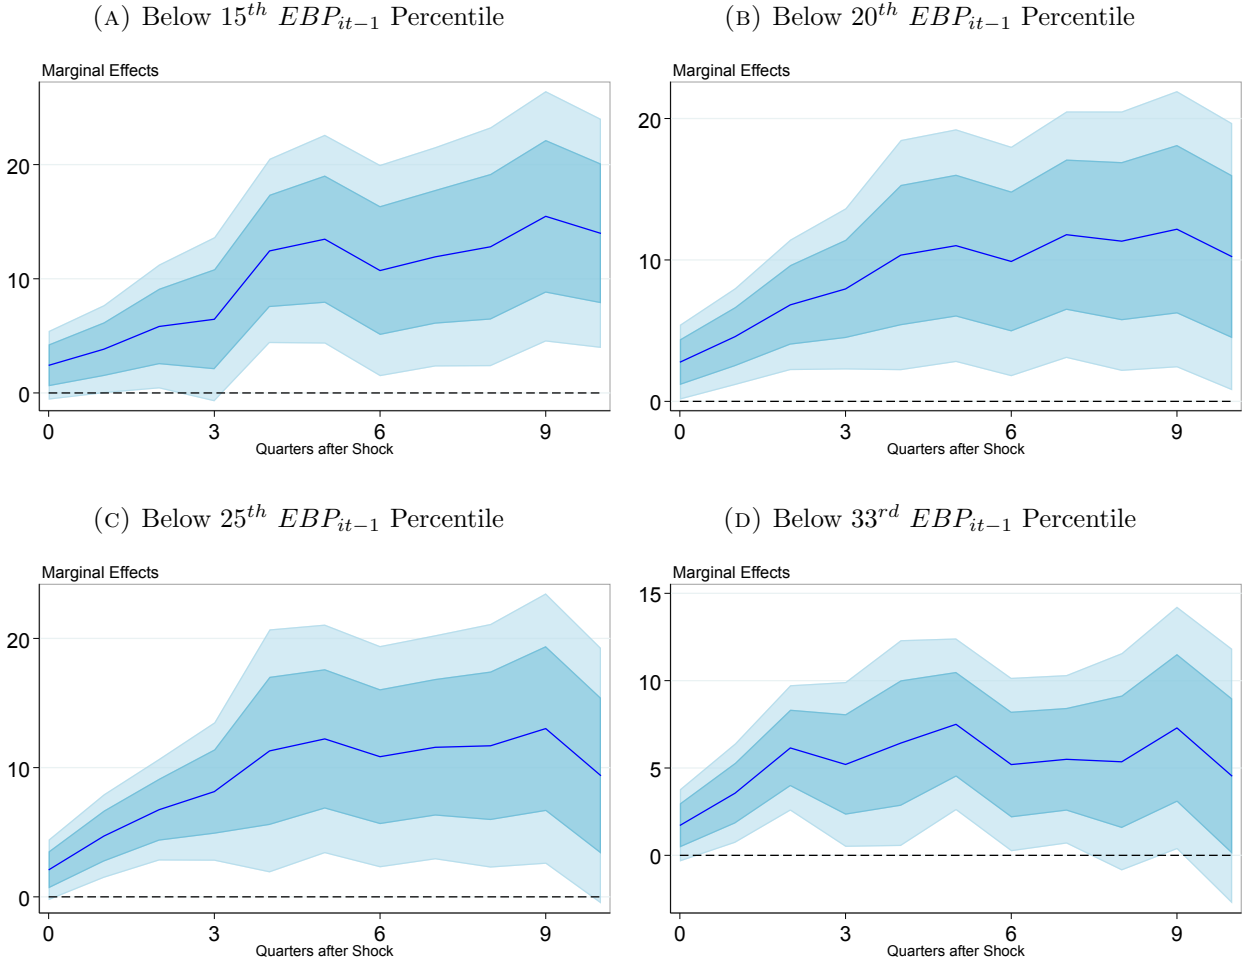 (A) Below 15th EBPit−1 Percentile
Marginal Effects
20
10
0
0 3 6 9
Quarters after Shock
(B) Below 20th EBPit−1 Percentile
Marginal Effects
20
10
0
0 3 6 9
Quarters after Shock
(C) Below 25th EBPit−1 Percentile
Marginal Effects
20
10
0
0 3 6 9
Quarters after Shock
(D) Below 33rd EBPit−1 Percentile
Marginal Effects
15
10
5
0
0 3 6 9
Quarters after Shock